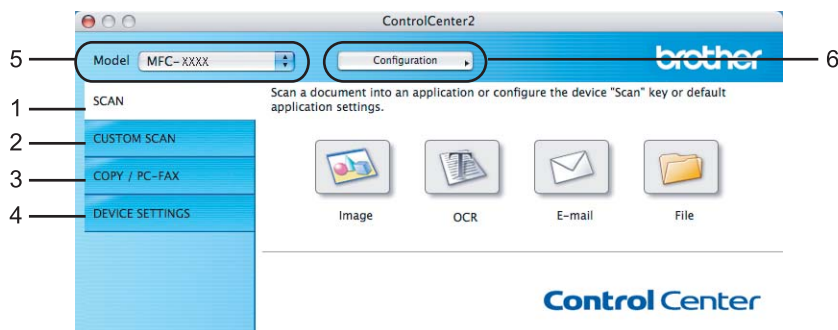 ControlCenter2
5
Model MFC-XXXX
Configuration
brother
6
1
SCAN
Scan a document into an application or configure the device "Scan" key or default
application settings.
2
CUSTOM SCAN
3
COPY / PC-FAX
4
DEVICE SETTINGS
Image
OCR
E-mail
File
Control Center